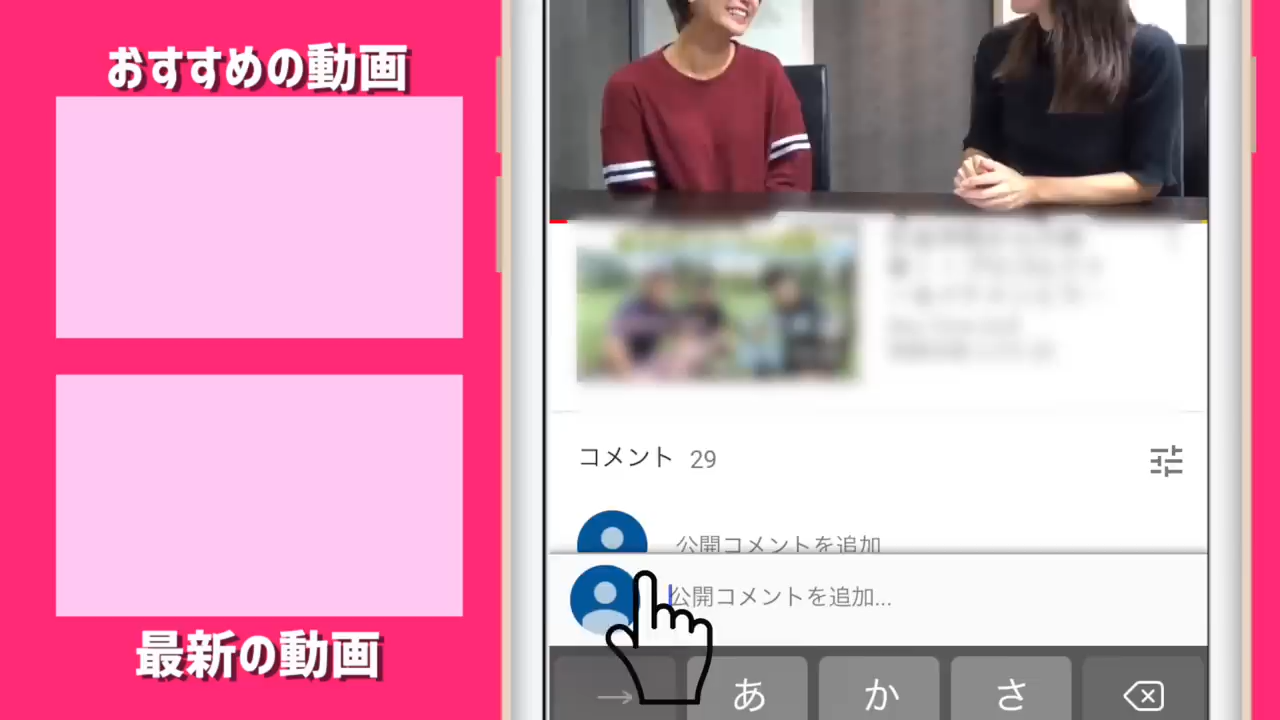 おすすめの動画
最新の動画
コメント 29
公開コメントを追加
公開コメントを追加...
→ あ か さ